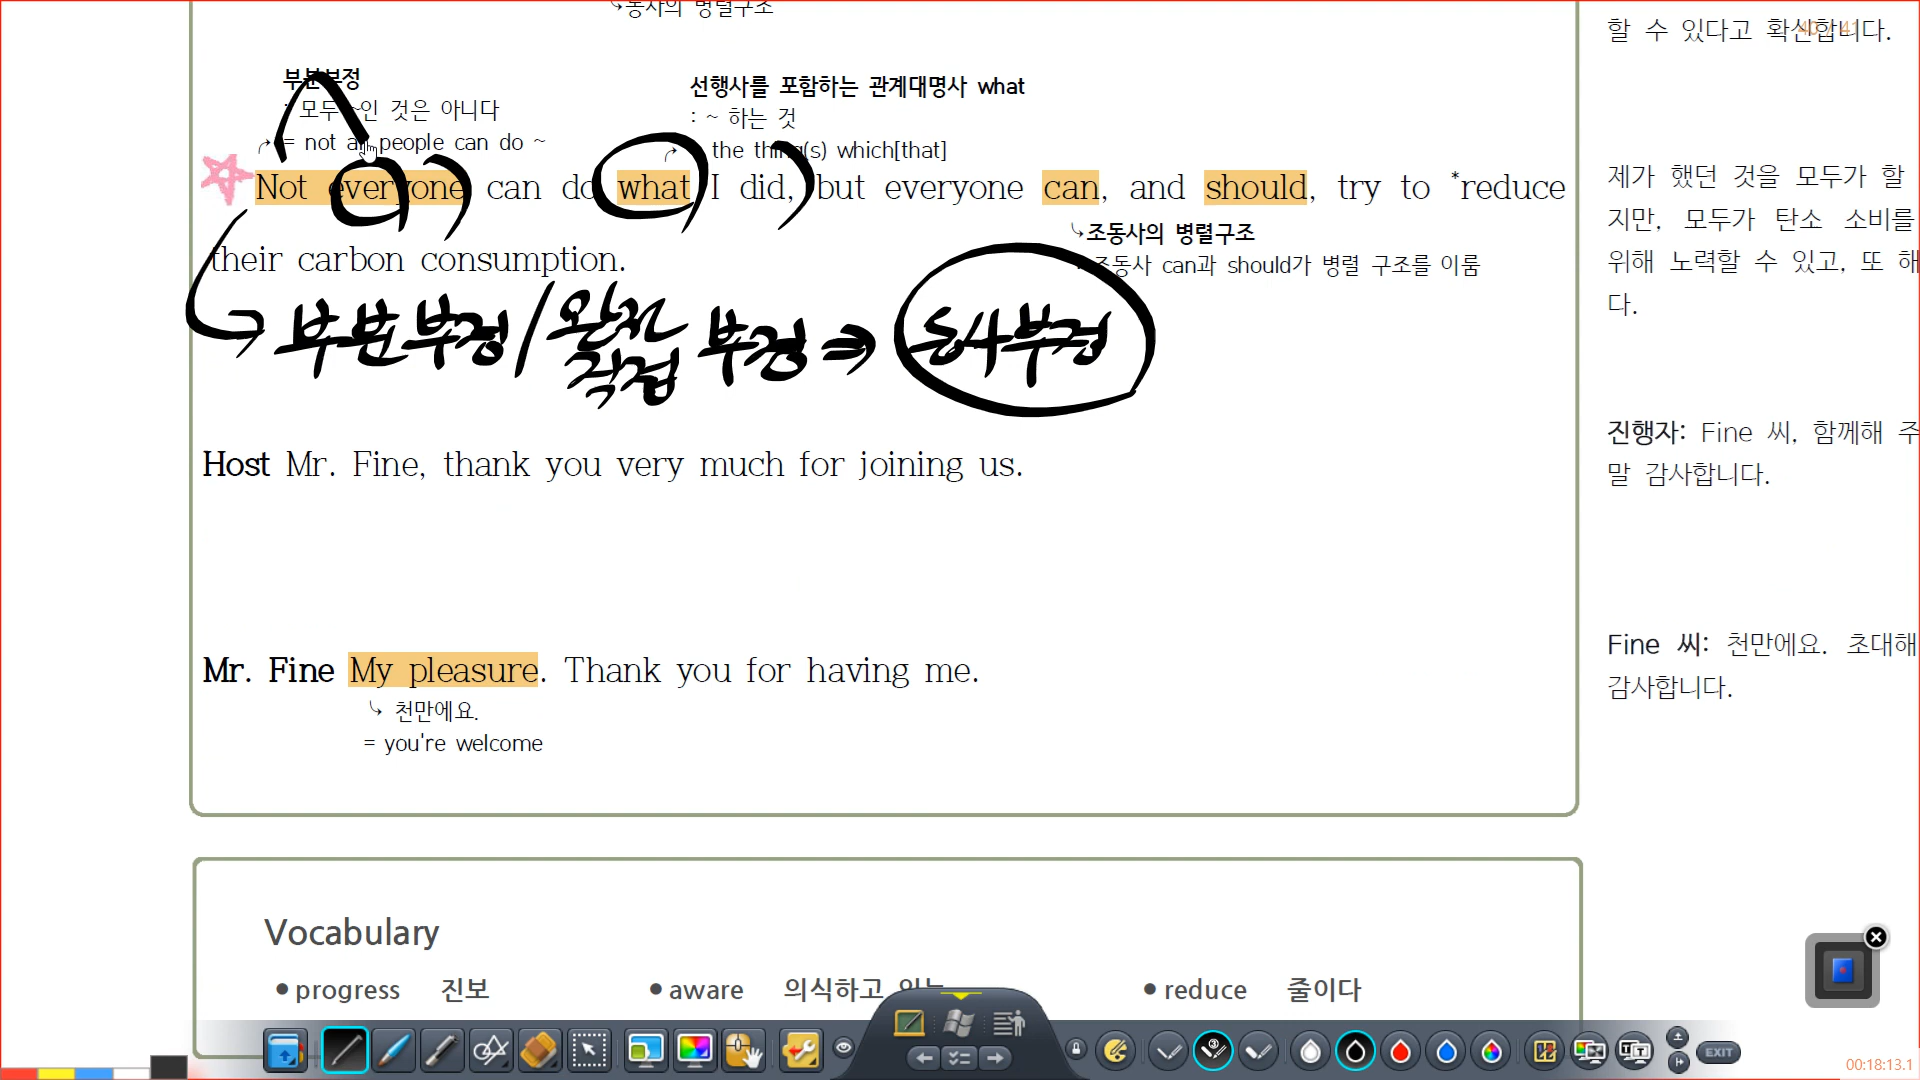 ↳동사의 병렬구조
할 수 있다고 확신합니다.
부분부정
: 모두 ~인 것은 아니다
= not all people can do ~
선행사를 포함하는 관계대명사 what
: ~ 하는 것
the thing(s) which[that]
Not everyone can do what I did, but everyone can, and should, try to *reduce
their carbon consumption.
↳조동사의 병렬구조
조동사 can과 should가 병렬 구조를 이룸
부분부정/완전 부정 ⇒ 동사부정
직접
제가 했던 것을 모두가 할
지만, 모두가 탄소 소비를
위해 노력할 수 있고, 또 해
다.
Host Mr. Fine, thank you very much for joining us.
진행자: Fine 씨, 함께해 주
말 감사합니다.
Mr. Fine My pleasure. Thank you for having me.
↳ 천만에요.
= you're welcome
Fine 씨: 천만에요. 초대해
감사합니다.
Vocabulary
• progress 진보
• aware 의식하고
• reduce 줄이다
EXIT
00:18:13.1